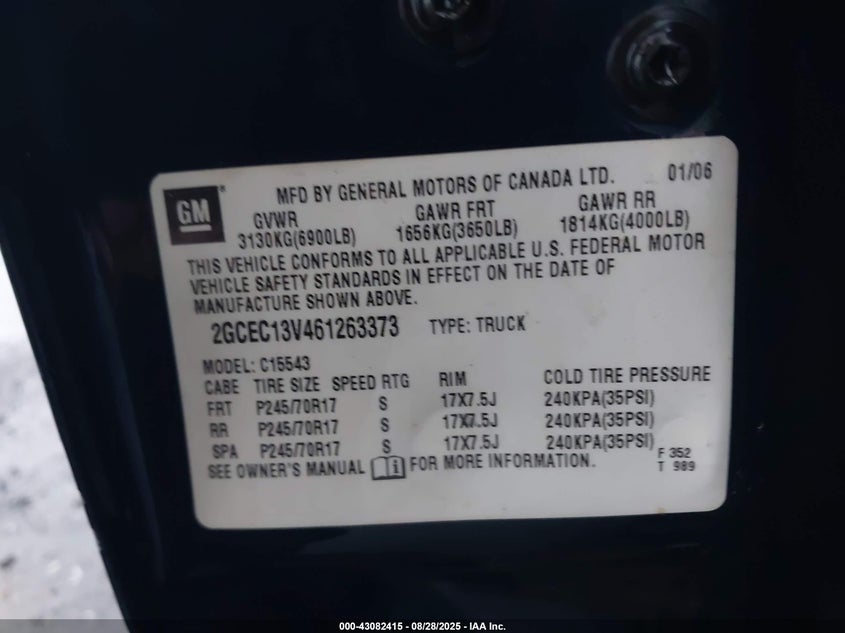 GM
MFD BY GENERAL MOTORS OF CANADA LTD. 01/06
GVWR GAWR FRT GAWR RR
3130KG(6900LB) 1656KG(3650LB) 1814KG(4000LB)
THIS VEHICLE CONFORMS TO ALL APPLICABLE U.S. FEDERAL MOTOR
VEHICLE SAFETY STANDARDS IN EFFECT ON THE DATE OF
MANUFACTURE SHOWN ABOVE.
2GCEC13V461263373 TYPE: TRUCK
MODEL: C15543
CABE TIRE SIZE SPEED RTG RIM COLD TIRE PRESSURE
FRT P245/70R17 S 17X7.5J 240KPA(35PSI)
RR P245/70R17 S 17X7.5J 240KPA(35PSI)
SPA P245/70R17 S 17X7.5J 240KPA(35PSI)
SEE OWNER'S MANUAL FOR MORE INFORMATION.
F 352
T 989
000-43082415 - 08/28/2025 - IAA Inc.